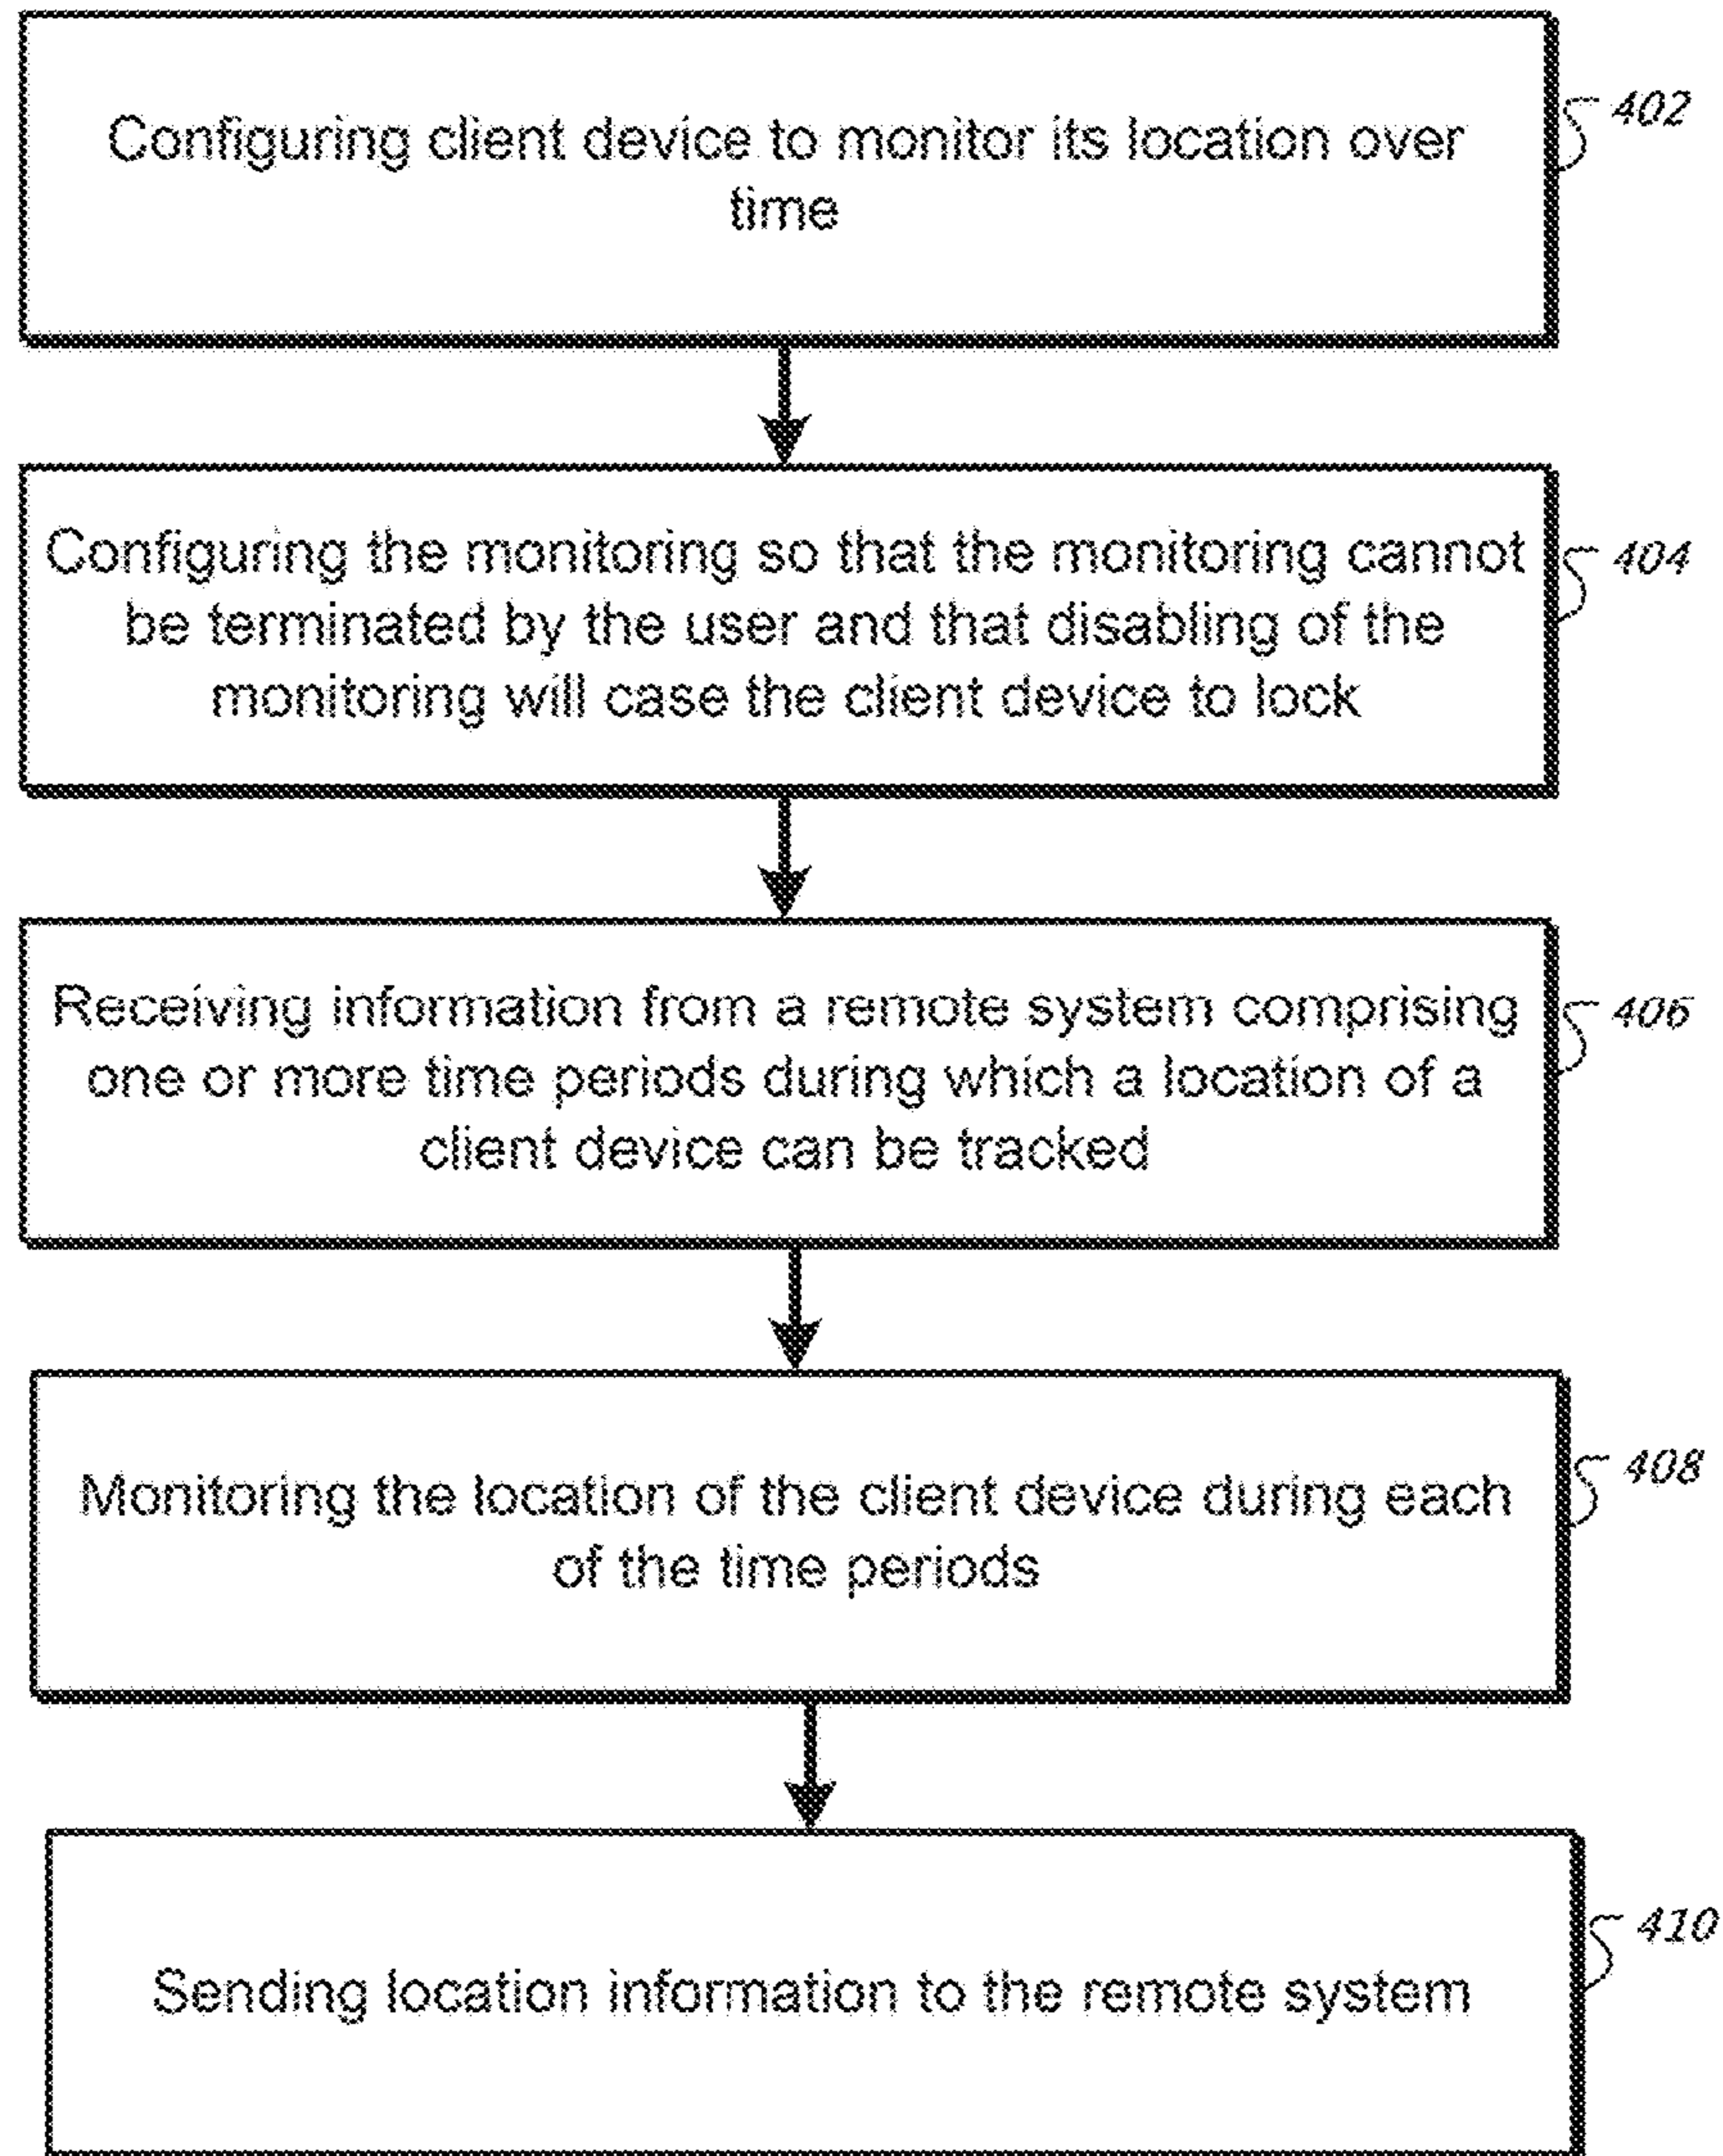 Configuring client device to monitor its location over
time
402
Configuring the monitoring so that the monitoring cannot
be terminated by the user and that disabling of the
monitoring will case the client device to lock
404
Receiving information from a remote system comprising
one or more time periods during which a location of a
client device can be tracked
406
Monitoring the location of the client device during each
of the time periods
408
Sending location information to the remote system
410